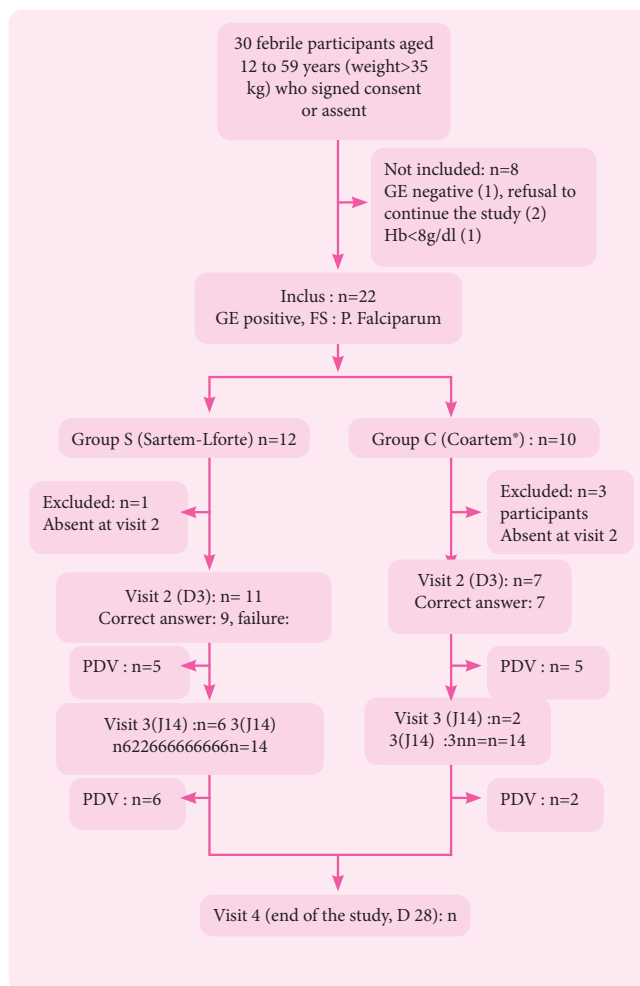 30 febrile participants aged
12 to 59 years (weight>35
kg) who signed consent
or assent
Not included: n=8
GE negative (1), refusal to
continue the study (2)
Hb<8g/dl (1)
Inclus : n=22
GE positive, FS : P. Falciparum
Group S (Sartem-Lforte) n=12
Group C (Coartem®) : n=10
Excluded: n=1
Absent at visit 2
Excluded: n=3
participants
Absent at visit 2
Visit 2 (D3): n= 11
Correct answer: 9, failure:
Visit 2 (D3): n=7
Correct answer: 7
PDV : n=5
PDV : n= 5
Visit 3(J14) :n=6 3(J14)
n622666666666n=14
Visit 3 (J14) :n=2
3(J14) :3nn=n=14
PDV : n=6
PDV : n=2
Visit 4 (end of the study, D 28): n